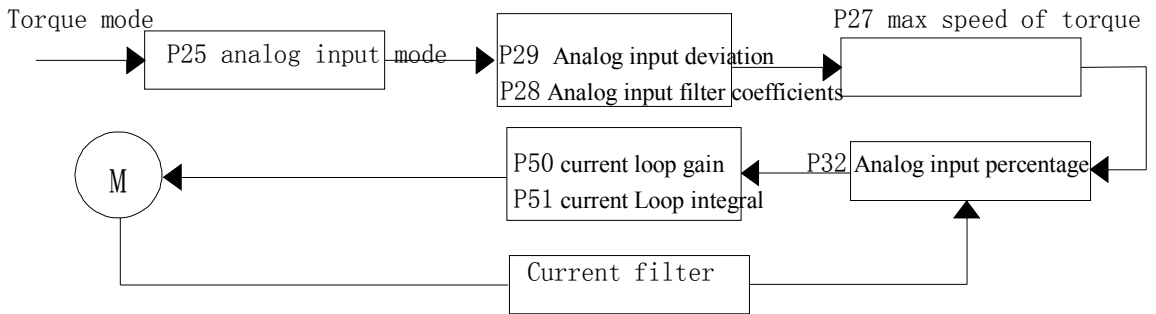 Torque mode
P27 max speed of torque
P25 analog input mode
P29 Analog input deviation
P28 Analog input filter coefficients
M
P50 current loop gain
P51 current Loop integral
P32 Analog input percentage
Current filter